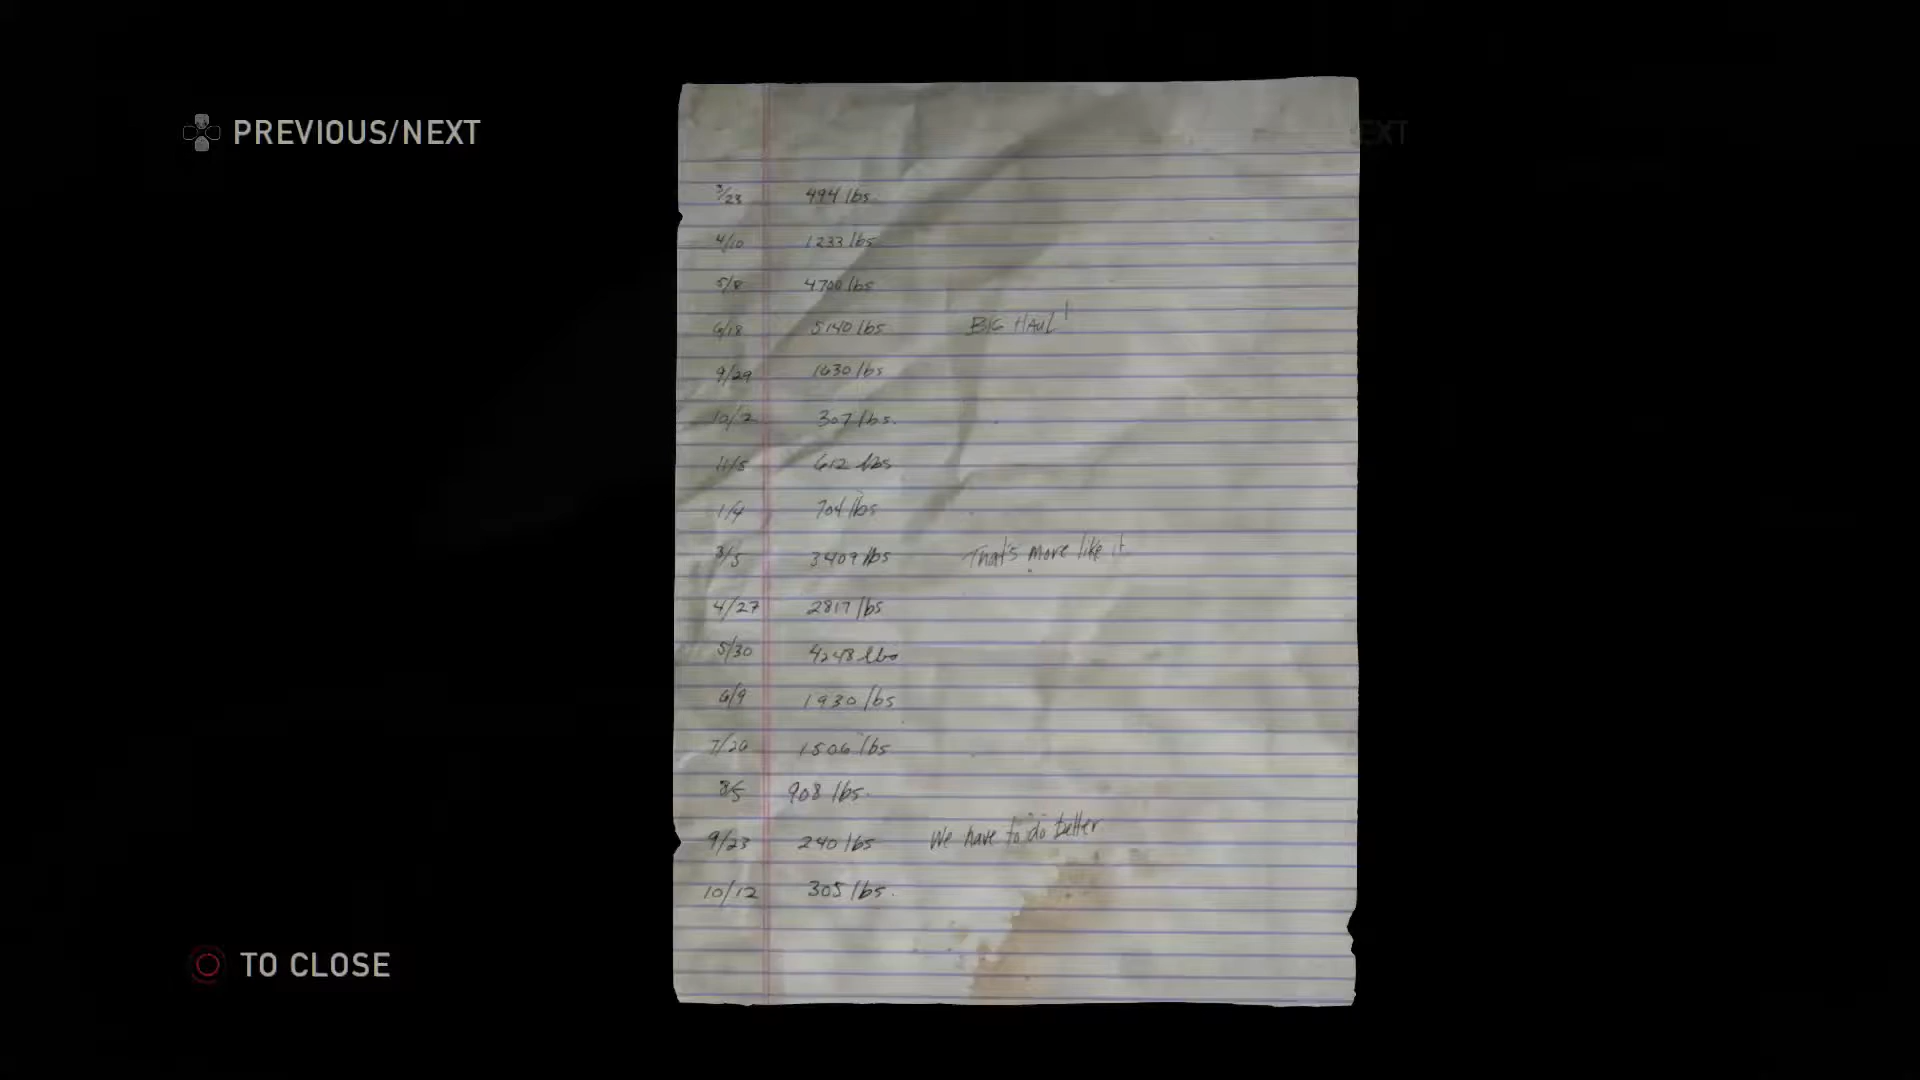 PREVIOUS/NEXT
3/23 494 lbs.
4/10 1233 lbs
5/8 4700 lbs
6/18 5140 lbs BIG HAUL!
9/29 1630 lbs
10/2 307 lbs.
11/5 612 lbs
1/4 704 lbs
3/5 3409 lbs That's more like it
4/27 2817 lbs
5/30 4248 lbs
6/9 1930 lbs
7/20 1506 lbs
8/5 908 lbs.
9/23 240 lbs We have to do better
10/12 305 lbs.
TO CLOSE